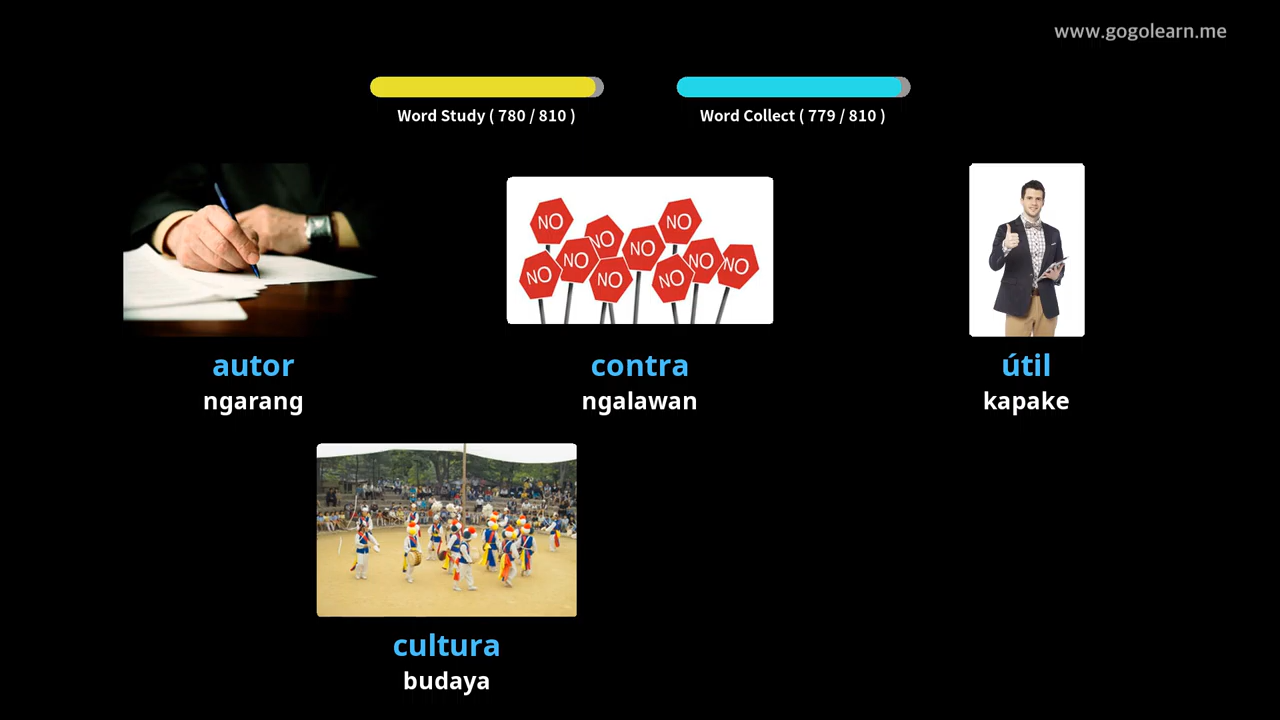 www.gogolearn.me
Word Study ( 780 / 810 )
Word Collect ( 779 / 810 )
NO
NO
NO
NO
NO
NO
NO
NO
NO
NO
autor
ngarang
contra
ngalawan
útil
kapake
cultura
budaya